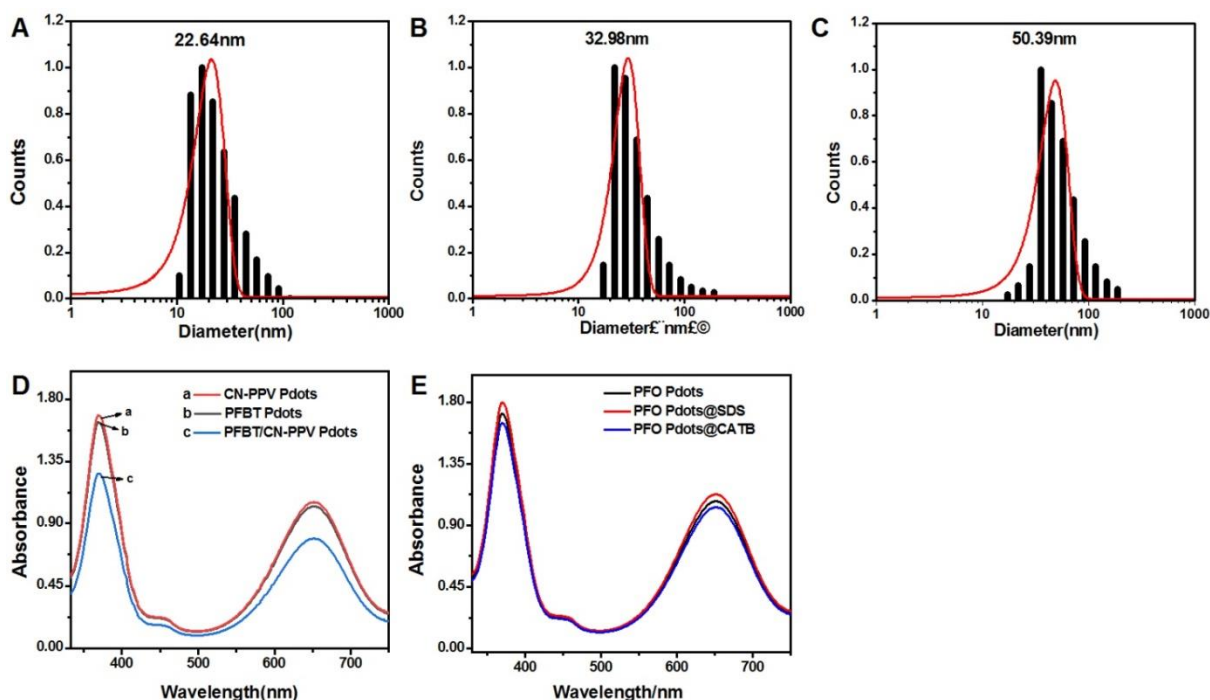 A
22.64nm
1.2
1.0
0.8
0.6
0.4
0.2
0.0
Counts
1 10 100 1000
Diameter(nm)
B
32.98nm
1.2
1.0
0.8
0.6
0.4
0.2
0.0
Counts
1 10 100 1000
Diameter£¨nm£©
C
50.39nm
1.2
1.0
0.8
0.6
0.4
0.2
0.0
Counts
1 10 100 1000
Diameter(nm)
D
a CN-PPV Pdots
b PFBT Pdots
c PFBT/CN-PPV Pdots
a
b
c
1.80
1.35
0.90
0.45
0.00
Absorbance
400 500 600 700
Wavelength(nm)
E
PFO Pdots
PFO Pdots@SDS
PFO Pdots@CATB
1.80
1.35
0.90
0.45
0.00
Absorbance
400 500 600 700
Wavelength/nm